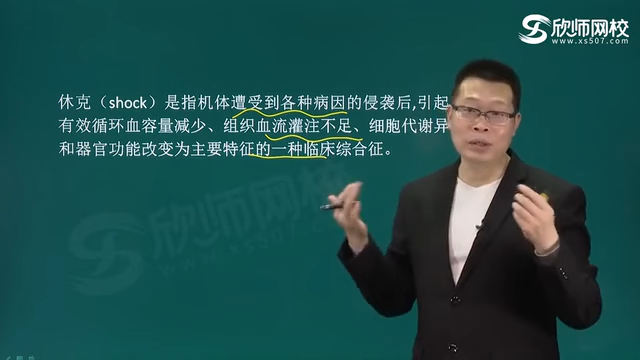 欣师网校
www.xs507.com
休克（shock）是指机体遭受到各种病因的侵袭后,引起
有效循环血容量减少、组织血流灌注不足、细胞代谢异
和器官功能改变为主要特征的一种临床综合征。
欣师网校
www.xs507.com